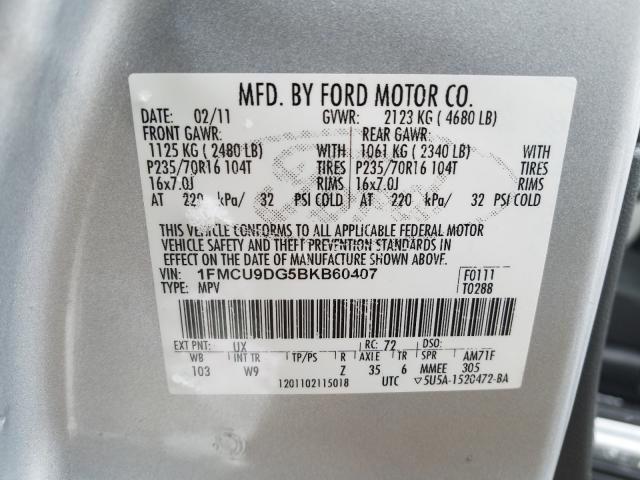 MFD. BY FORD MOTOR CO.
DATE: 02/11 GVWR: 2123 KG ( 4680 LB)
FRONT GAWR: REAR GAWR:
1125 KG ( 2480 LB) WITH 1061 KG ( 2340 LB) WITH
P235/70R16 104T TIRES P235/70R16 104T TIRES
16x7.0J RIMS 16x7.0J RIMS
AT 220 kPa/ 32 PSI COLD AT 220 kPa/ 32 PSI COLD
THIS VEHICLE CONFORMS TO ALL APPLICABLE FEDERAL MOTOR
VEHICLE SAFETY AND THEFT PREVENTION STANDARDS IN
EFFECT ON THE DATE OF MANUFACTURE SHOWN ABOVE.
VIN: 1FMCU9DG5BKB60407 F0111
TYPE: MPV T0288
EXT PNT: UX RC: 72 DSO:
WB INT TR TP/PS R AXLE TR SPR AM71F
103 W9 Z 35 6 MMEE 305
1201102115018 UTC ▽5U5A-1520472-BA